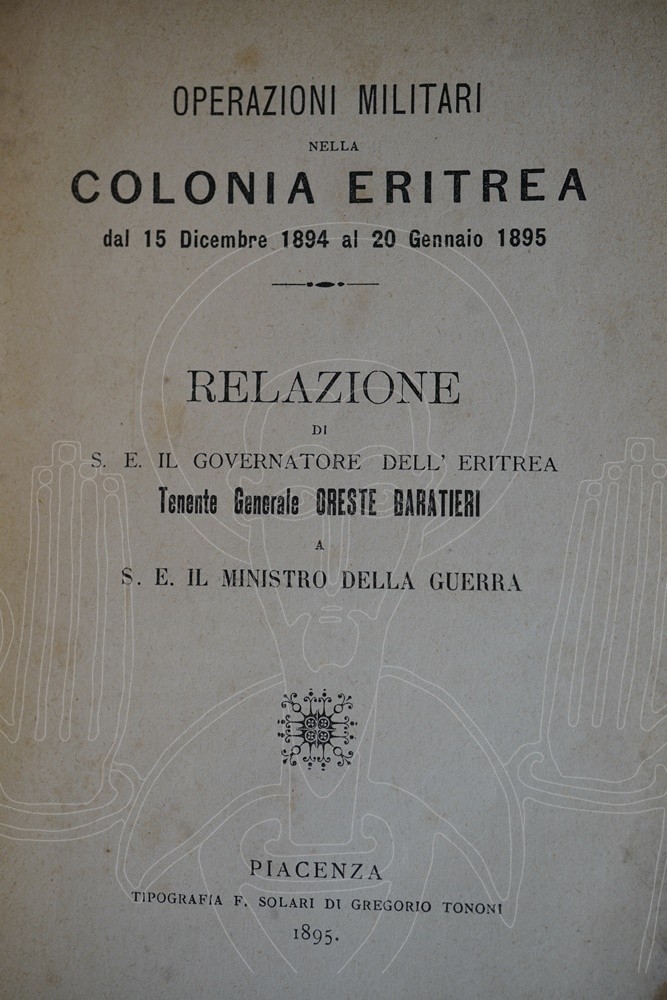 OPERAZIONI MILITARI
NELLA
COLONIA ERITREA
dal 15 Dicembre 1894 al 20 Gennaio 1895
RELAZIONE
DI
S. E. IL GOVERNATORE DELL' ERITREA
Tenente Generale ORESTE BARATIERI
A
S. E. IL MINISTRO DELLA GUERRA
PIACENZA
TIPOGRAFIA F. SOLARI DI GREGORIO TONONI
1895.